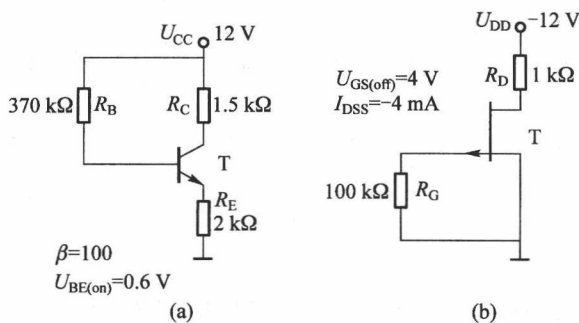 U_CC 12 V
370 kΩ R_B R_C 1.5 kΩ
T
R_E
2 kΩ
β=100
U_BE(on)=0.6 V
(a)
U_DD -12 V
U_GS(off)=4 V
I_DSS=-4 mA
R_D 1 kΩ
T
100 kΩ R_G
(b)